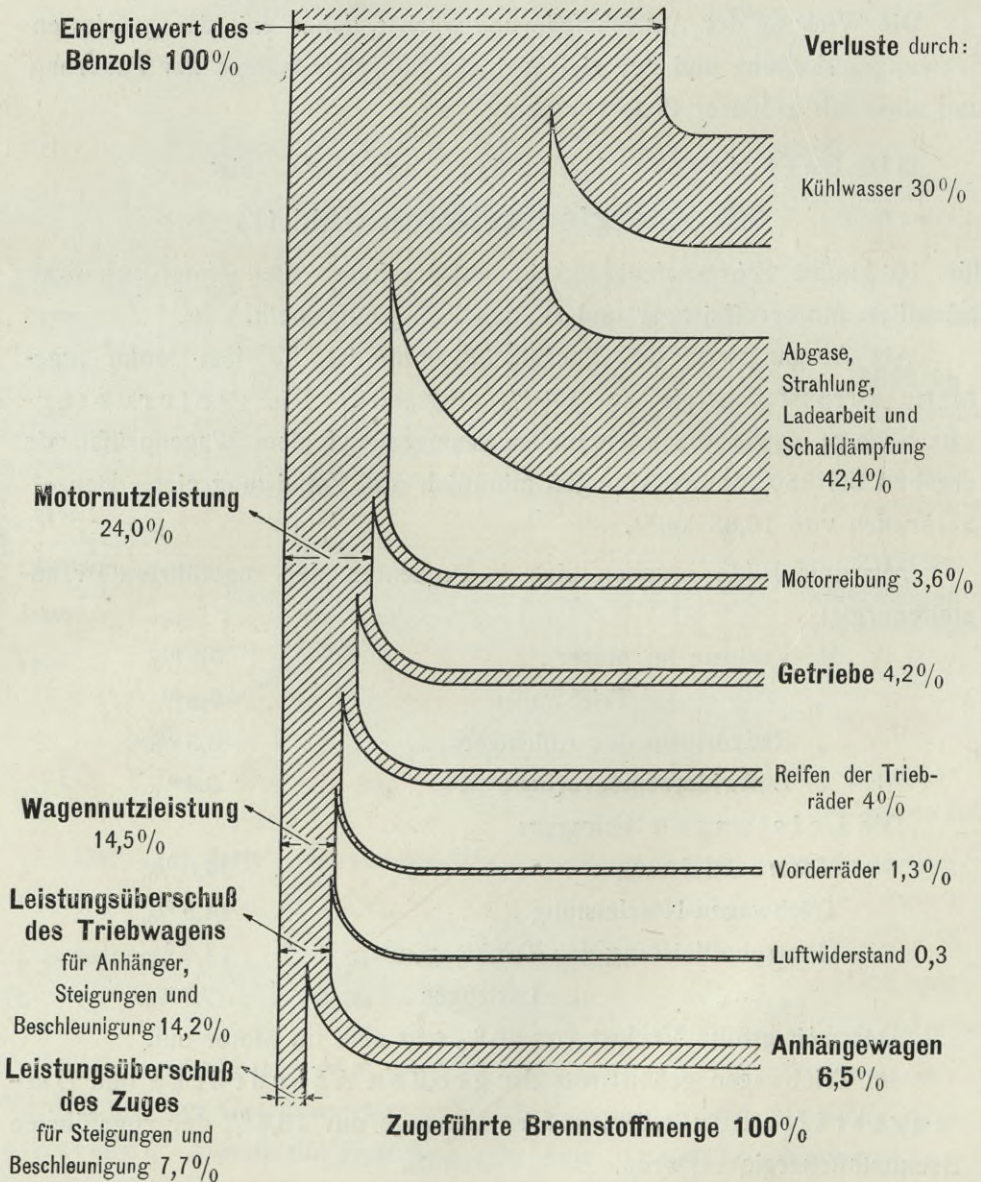 Energiewert des
Benzols 100%
Verluste durch:
Kühlwasser 30%
Abgase,
Strahlung,
Ladearbeit und
Schalldämpfung
42,4%
Motornutzleistung
24,0%
Motorreibung 3,6%
Getriebe 4,2%
Reifen der Trieb-
räder 4%
Wagennutzleistung
14,5%
Vorderräder 1,3%
Leistungsüberschuß
des Triebwagens
für Anhänger,
Steigungen und
Beschleunigung 14,2%
Luftwiderstand 0,3
Anhängewagen
6,5%
Leistungsüberschuß
des Zuges
für Steigungen und
Beschleunigung 7,7%
Zugeführte Brennstoffmenge 100%